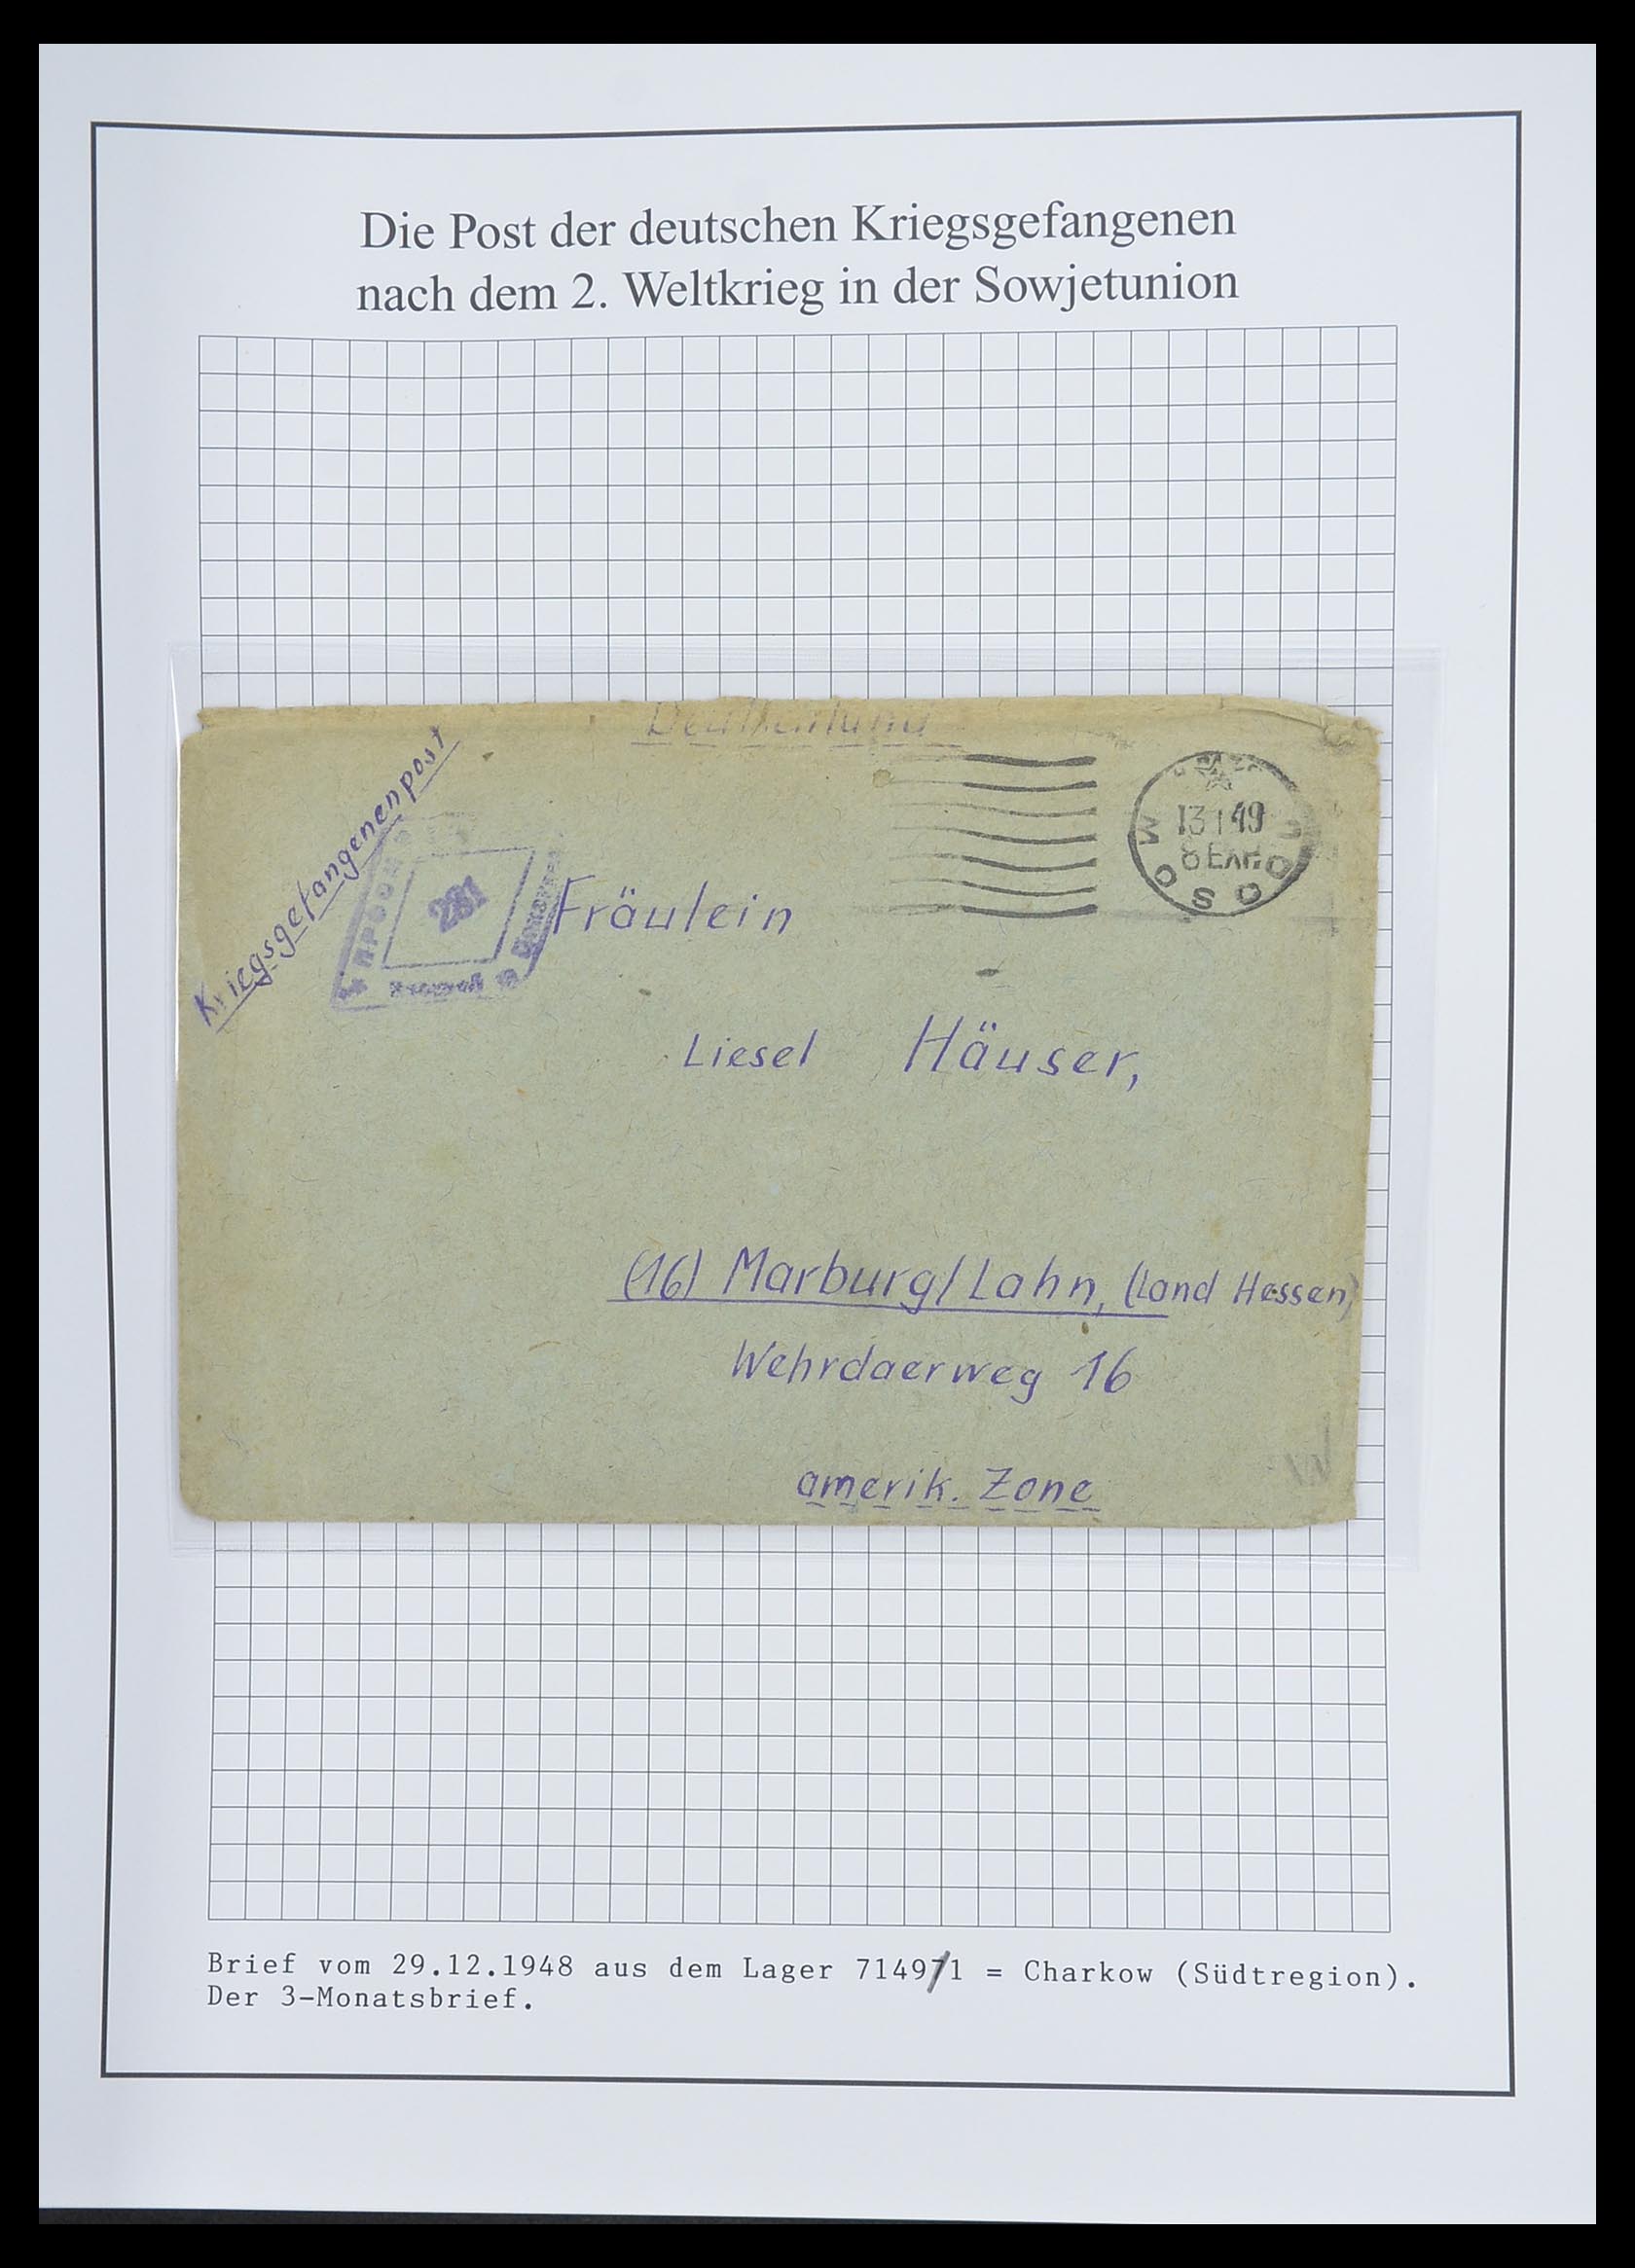 Die Post der deutschen Kriegsgefangenen
nach dem 2. Weltkrieg in der Sowjetunion
Deutschland
Kriegsgefangenenpost
281
13 1 49
Fräulein
Liesel Häuser,
(16) Marburg/Lahn, (Land Hessen)
Wehrdaerweg 16
amerik. Zone
Brief vom 29.12.1948 aus dem Lager 7149/1 = Charkow (Südtregion).
Der 3-Monatsbrief.